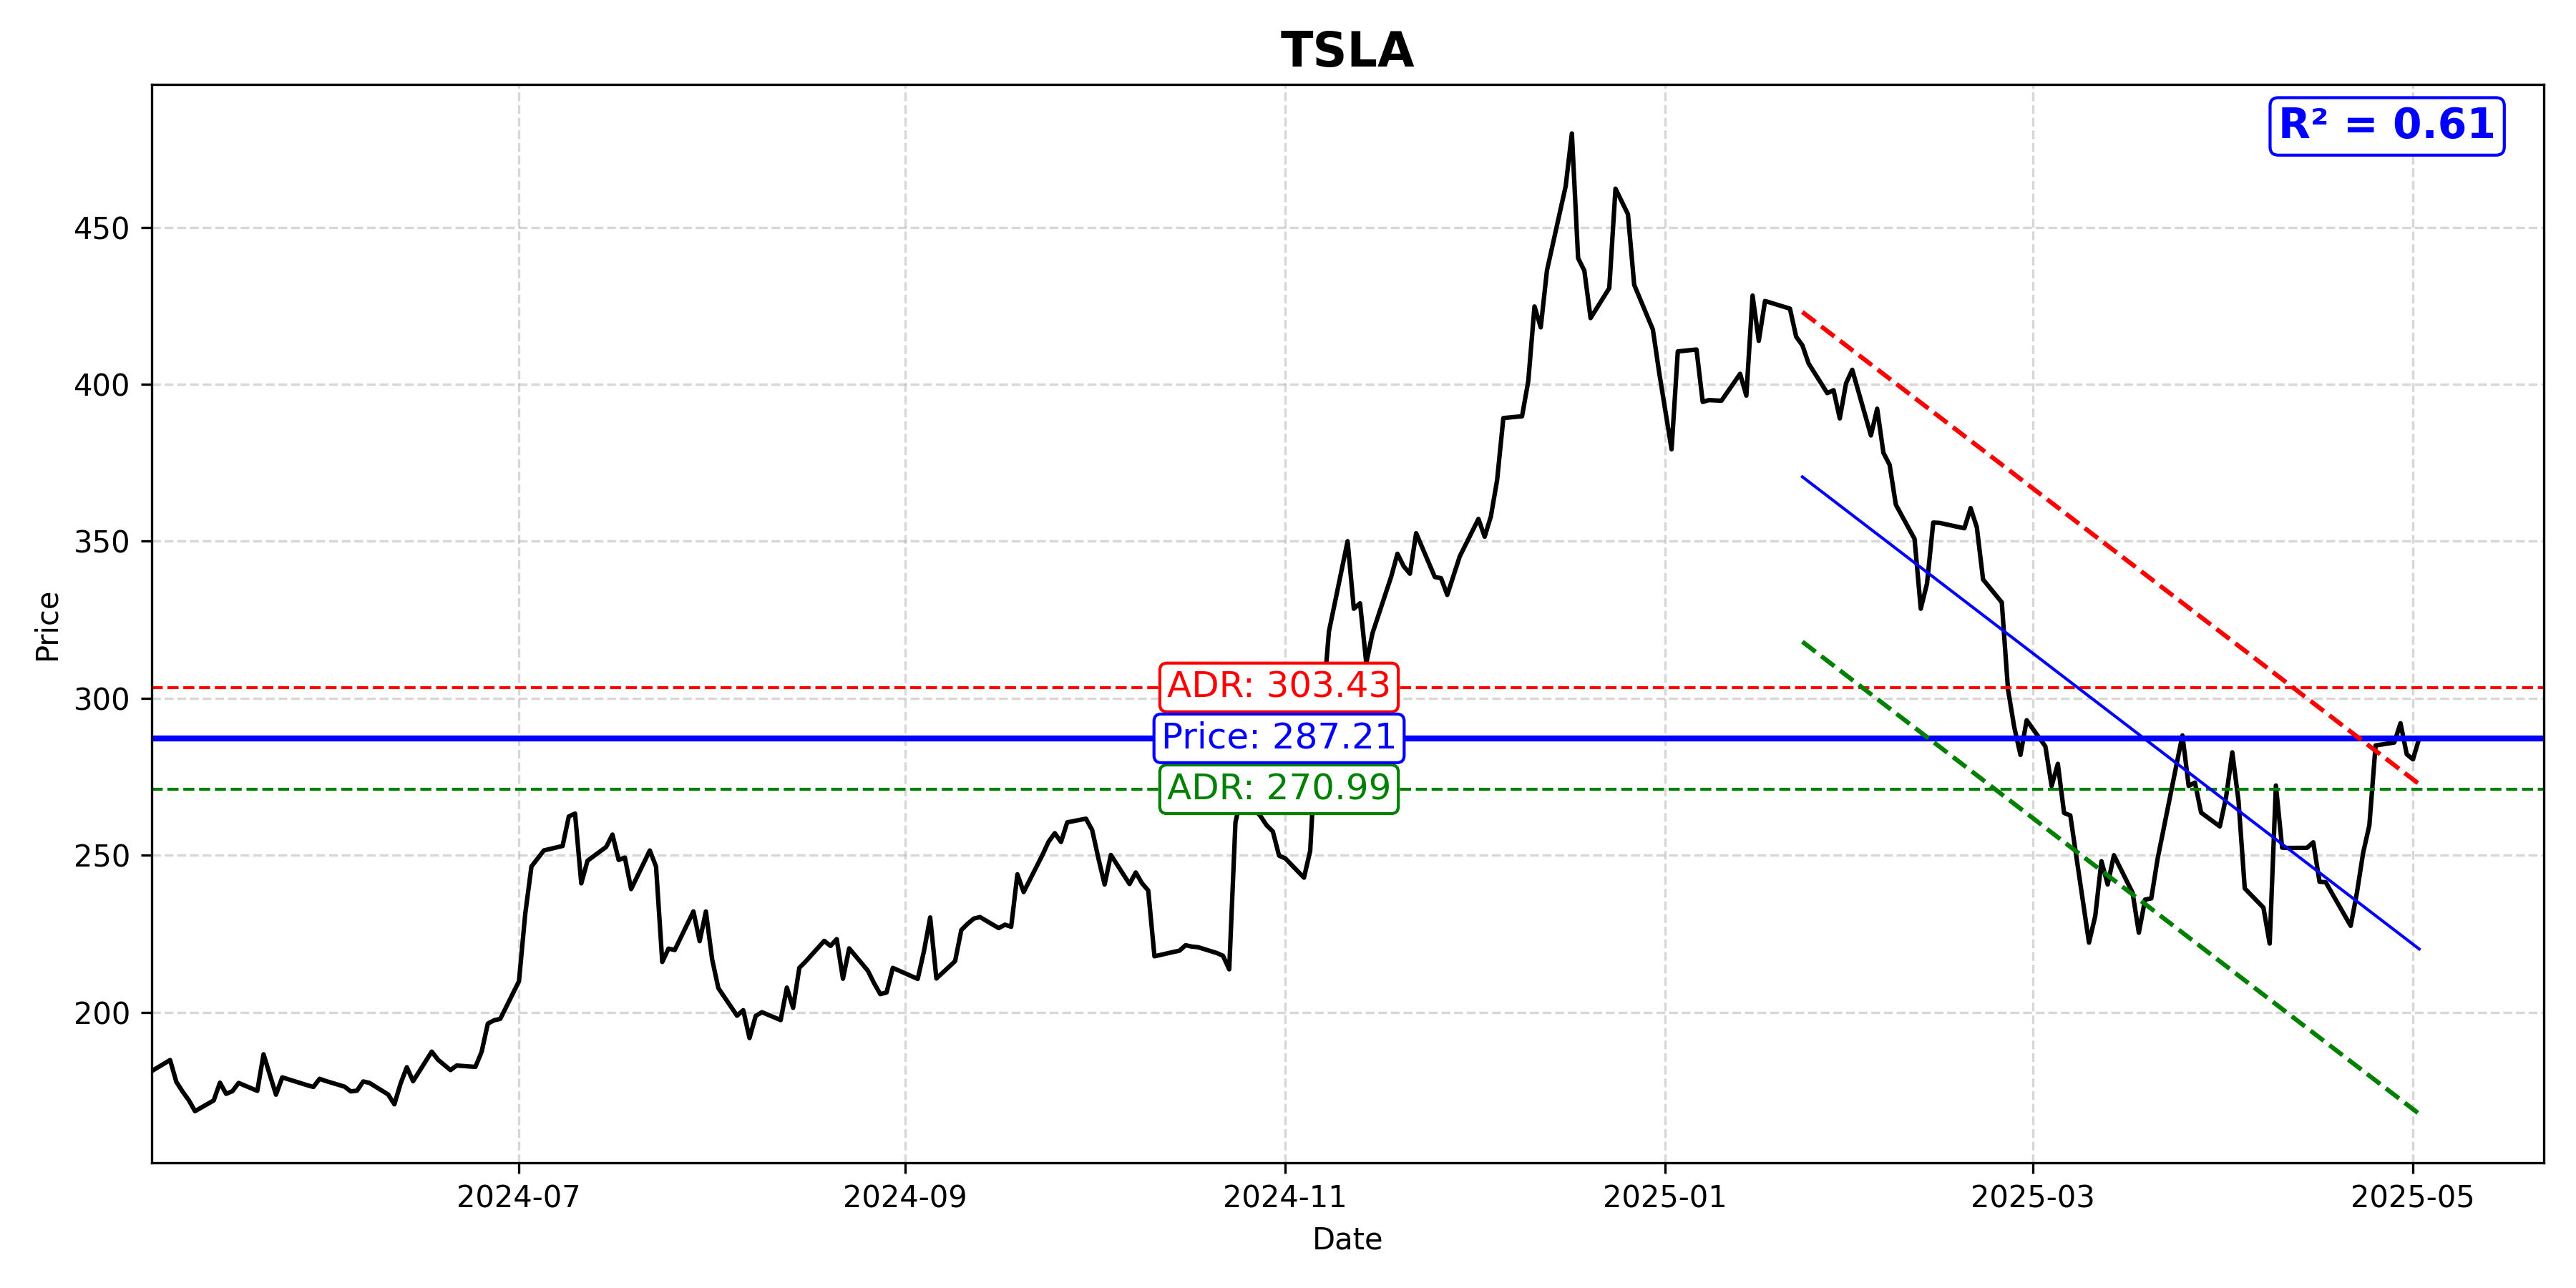 TSLA
R² = 0.61
450
400
350
300
250
200
Price
ADR: 303.43
Price: 287.21
ADR: 270.99
2024-07
2024-09
2024-11
2025-01
2025-03
2025-05
Date